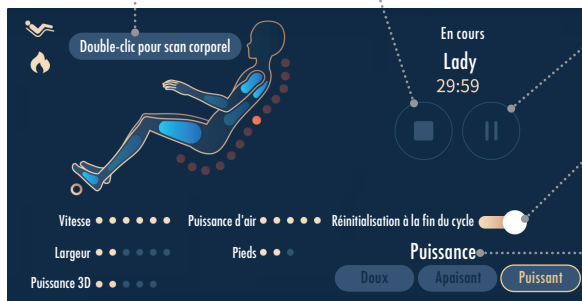 Double-clic pour scan corporel
En cours
Lady
29:59
Vitesse
Puissance d'air
Réinitialisation à la fin du cycle
Largeur
Pieds
Puissance
Puissance 3D
Doux
Apaisant
Puissant